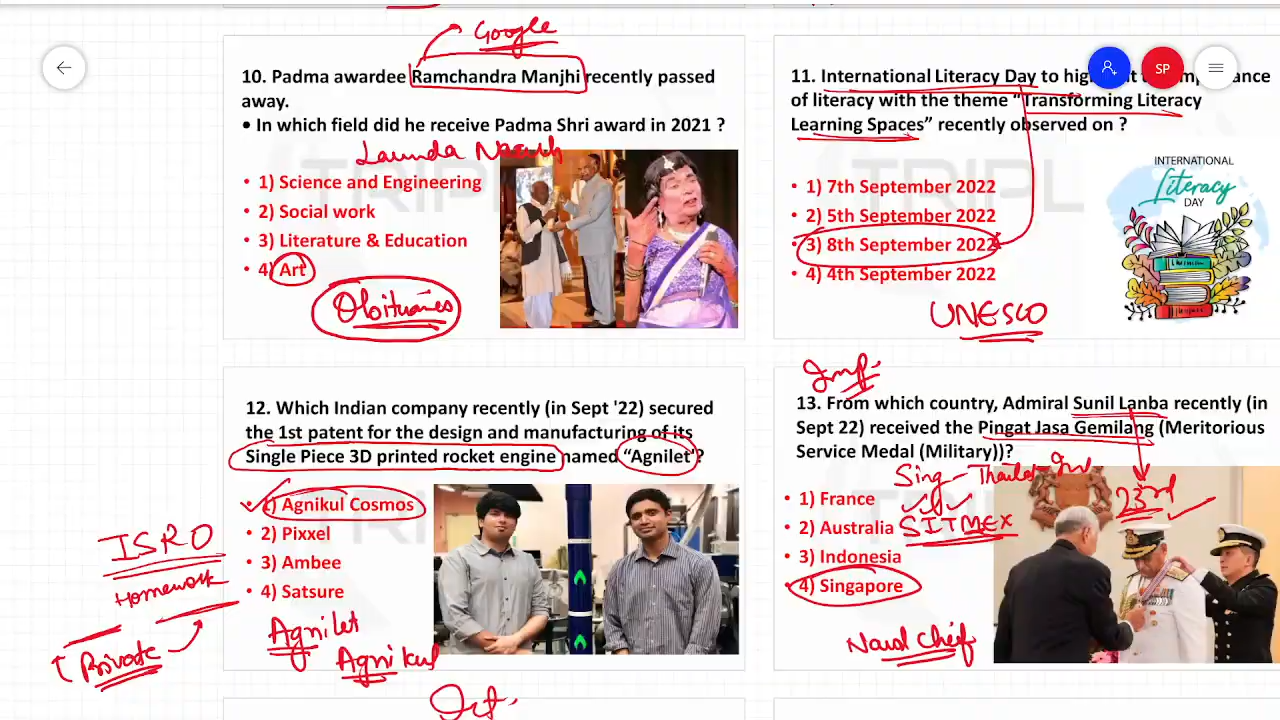 Google
10. Padma awardee Ramchandra Manjhi recently passed
away.
• In which field did he receive Padma Shri award in 2021 ?
Launda Naach
• 1) Science and Engineering
• 2) Social work
• 3) Literature & Education
• 4) Art
Obituaries
TRIPL
SP
11. International Literacy Day to
of literacy with the theme “Transforming Literacy
Learning Spaces” recently observed on ?
• 1) 7th September 2022
• 2) 5th September 2022
• 3) 8th September 2022
• 4) 4th September 2022
UNESCO
TRIPL
INTERNATIONAL
Literacy
DAY
12. Which Indian company recently (in Sept '22) secured
the 1st patent for the design and manufacturing of its
Single Piece 3D printed rocket engine named “Agnilet”?
1) Agnikul Cosmos
• 2) Pixxel
• 3) Ambee
• 4) Satsure
ISRO
Homework
Private
Agnilet
Agnikul
Imp.
13. From which country, Admiral Sunil Lanba recently (in
Sept 22) received the Pingat Jasa Gemilang (Meritorious
Service Medal (Military))?
• 1) France
• 2) Australia
• 3) Indonesia
• 4) Singapore
SITMEX
23rd
Naval Chief